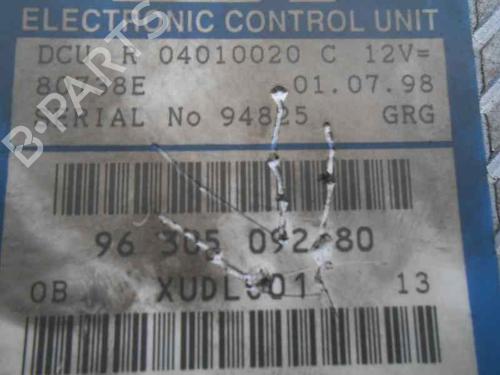 ELECTRONIC CONTROL UNIT
DCU R 04010020 C 12V=
80738E 01.07.98
SERIAL No 94825 GRG
96 305 092 80
0B 13